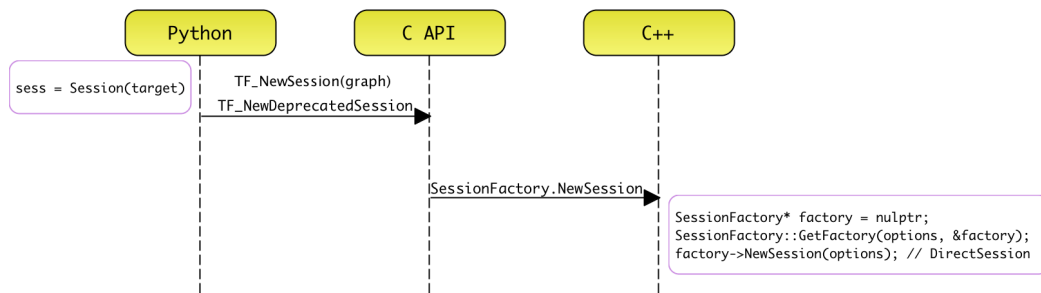 Python
C API
C++
sess = Session(target)
TF_NewSession(graph)
TF_NewDeprecatedSession
SessionFactory.NewSession
SessionFactory* factory = nulptr;
SessionFactory::GetFactory(options, &factory);
factory->NewSession(options); // DirectSession